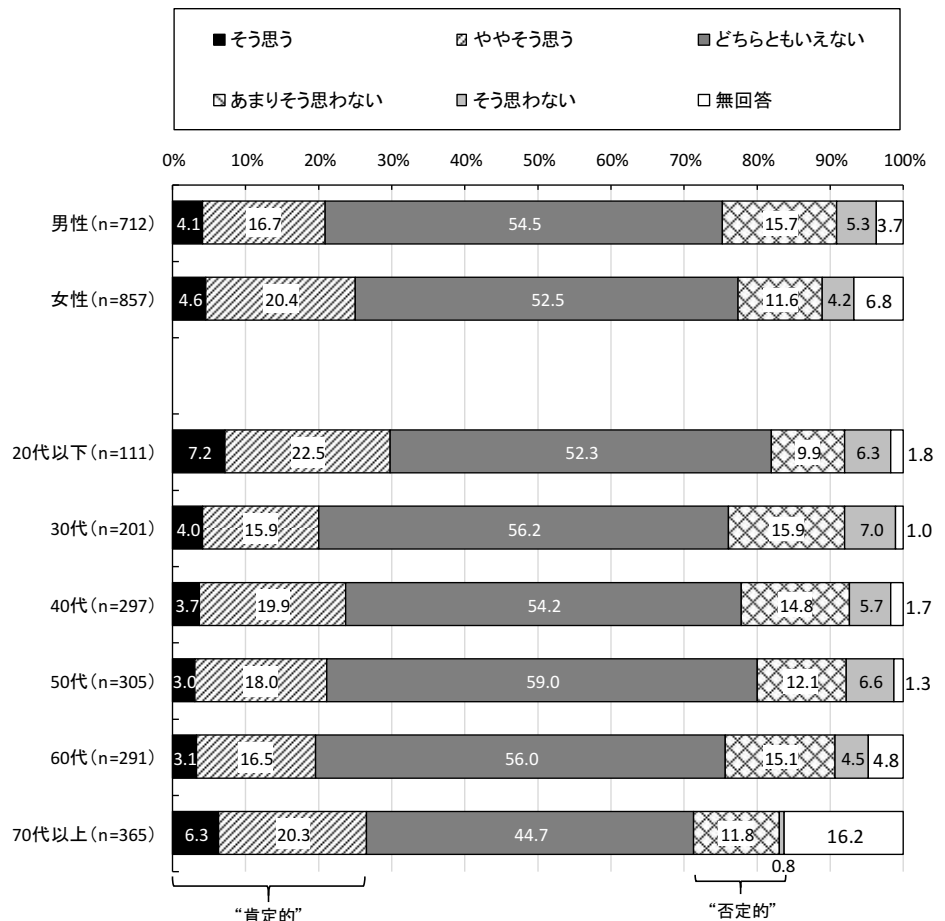 ■そう思う ▨ややそう思う ■どちらともいえない
▨あまりそう思わない ■そう思わない □無回答
0% 10% 20% 30% 40% 50% 60% 70% 80% 90% 100%
男性(n=712) 4.1 16.7 54.5 15.7 5.3 3.7
女性(n=857) 4.6 20.4 52.5 11.6 4.2 6.8
20代以下(n=111) 7.2 22.5 52.3 9.9 6.3 1.8
30代(n=201) 4.0 15.9 56.2 15.9 7.0 1.0
40代(n=297) 3.7 19.9 54.2 14.8 5.7 1.7
50代(n=305) 3.0 18.0 59.0 12.1 6.6 1.3
60代(n=291) 3.1 16.5 56.0 15.1 4.5 4.8
70代以上(n=365) 6.3 20.3 44.7 11.8 16.2
0.8
“肯定的” “否定的”